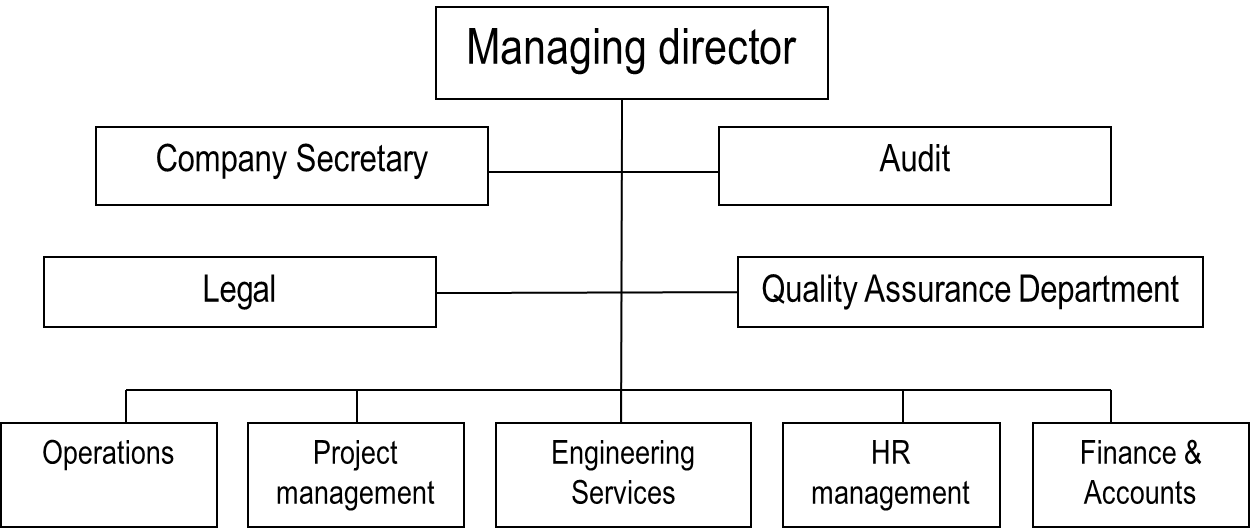 Managing director
Company Secretary
Audit
Legal
Quality Assurance Department
Operations
Project
management
Engineering
Services
HR
management
Finance &
Accounts